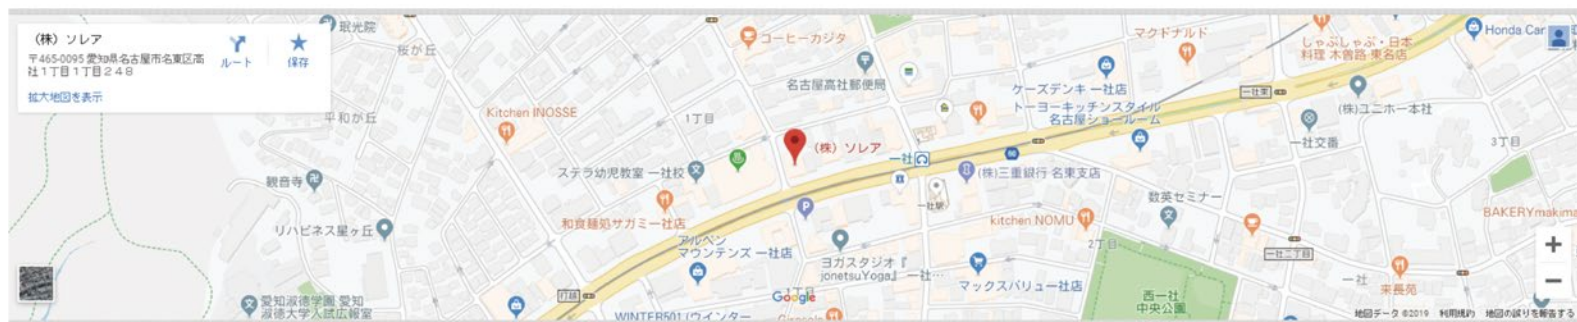 (株) ソレア
〒465-0095 愛知県名古屋市名東区高
社1丁目1丁目248
ルート
保存
拡大地図を表示
珉光院
桜が丘
コーヒーカジタ
マクドナルド
しゃぶしゃぶ・日本
料理 木曽路 東名店
Honda Car
名古屋高社郵便局
ケーズデンキ 一社店
一社東
(株)ユニホー本社
トーヨーキッチンスタイル
名古屋ショールーム
平和が丘
Kitchen INOSSE
1丁目
(株) ソレア
一社
一社交番
3丁目
ステラ幼児教室 一社校
(株)三重銀行 名東支店
観音寺
数英セミナー
一社駅
和食麺処サガミ一社店
kitchen NOMU
BAKERYmakima
リハビネス星ヶ丘
アルペン
マウンテンズ 一社店
2丁目
一社二丁目
ヨガスタジオ『
jonetsuYoga』 一社…
マックスバリュ一社店
一社
来長苑
西一社
中央公園
愛知淑徳学園 愛知
淑徳大学入試広報室
打越
1丁目
Google
WINTER501 (ウインター
地図データ ©2019
利用規約
地図の誤りを報告する